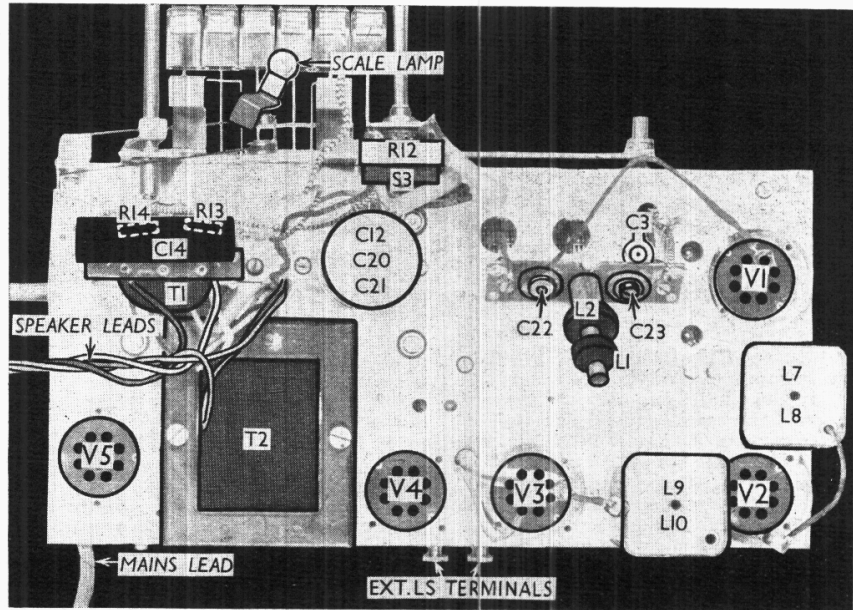 SCALE LAMP
R12
S3
R14
R13
C14
T1
C12
C20
C21
C3
V1
C22
L2
C23
L1
SPEAKER LEADS
L7
L8
T2
V5
V4
V3
L9
L10
V2
MAINS LEAD
EXT. LS TERMINALS